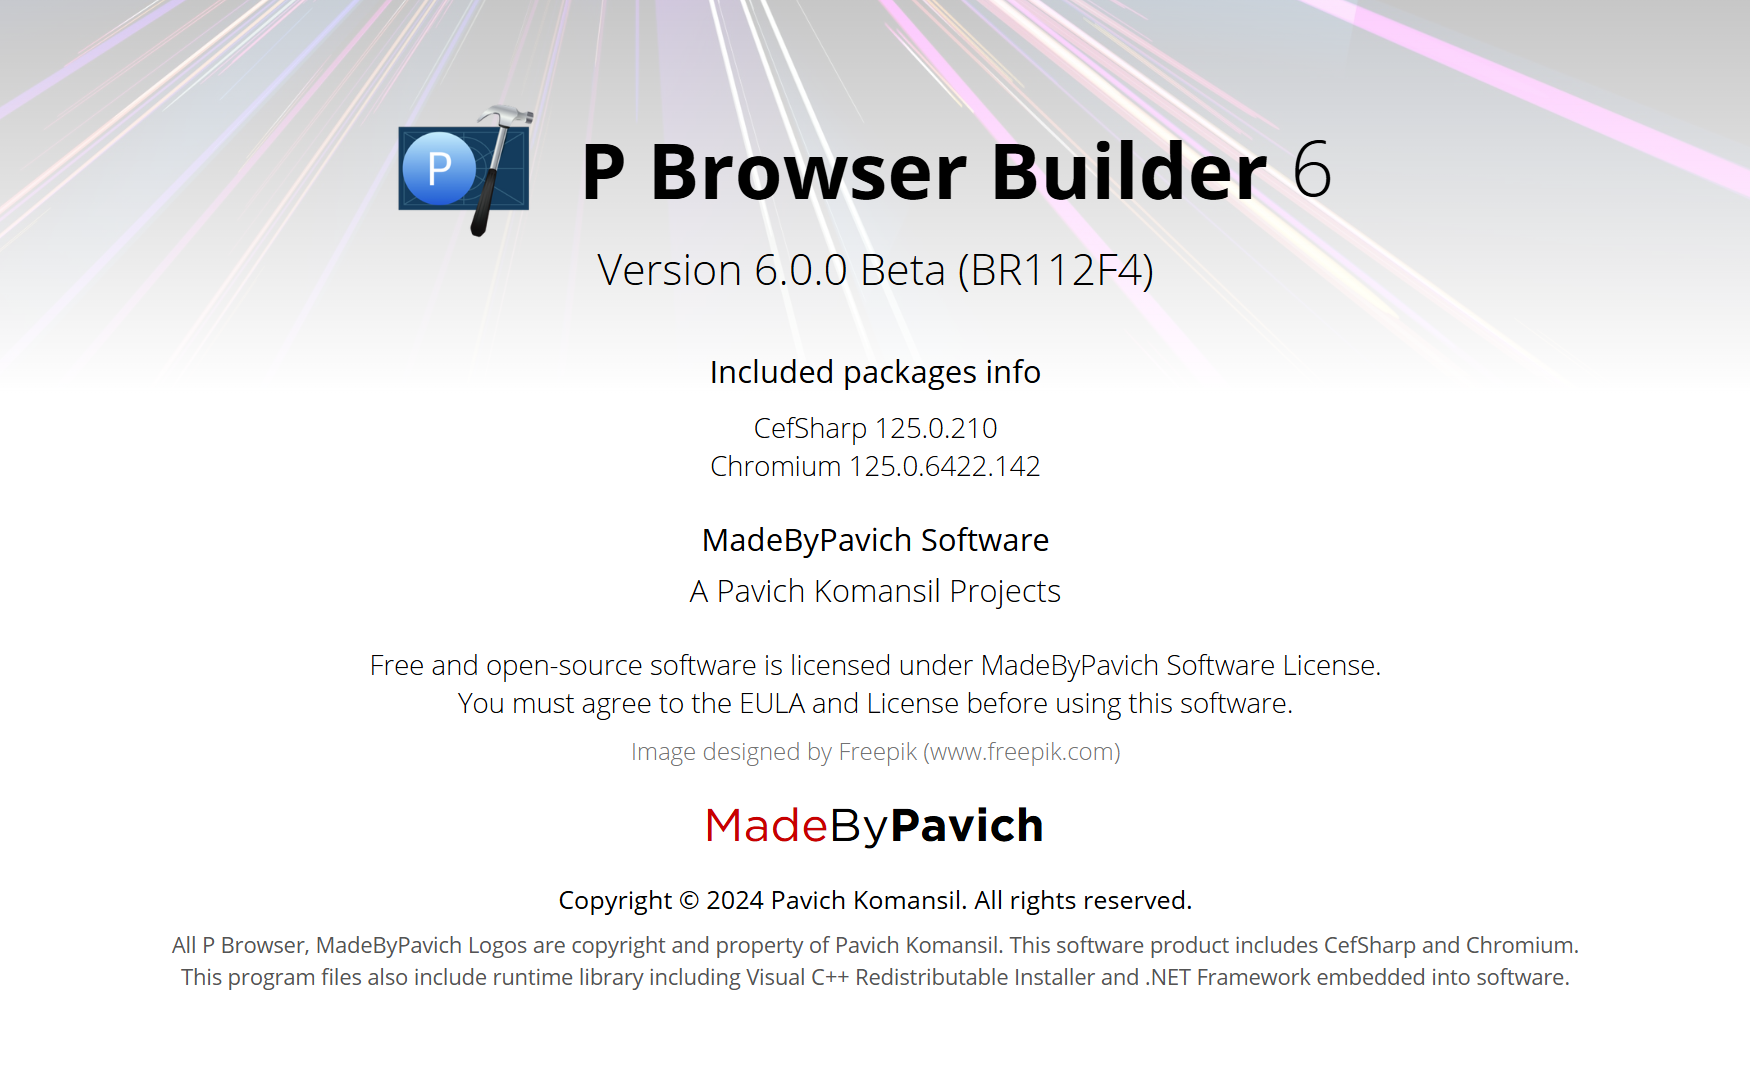 P
P Browser Builder 6
Version 6.0.0 Beta (BR112F4)
Included packages info
CefSharp 125.0.210
Chromium 125.0.6422.142
MadeByPavich Software
A Pavich Komansil Projects
Free and open-source software is licensed under MadeByPavich Software License.
You must agree to the EULA and License before using this software.
Image designed by Freepik (www.freepik.com)
MadeByPavich
Copyright © 2024 Pavich Komansil. All rights reserved.
All P Browser, MadeByPavich Logos are copyright and property of Pavich Komansil. This software product includes CefSharp and Chromium.
This program files also include runtime library including Visual C++ Redistributable Installer and .NET Framework embedded into software.